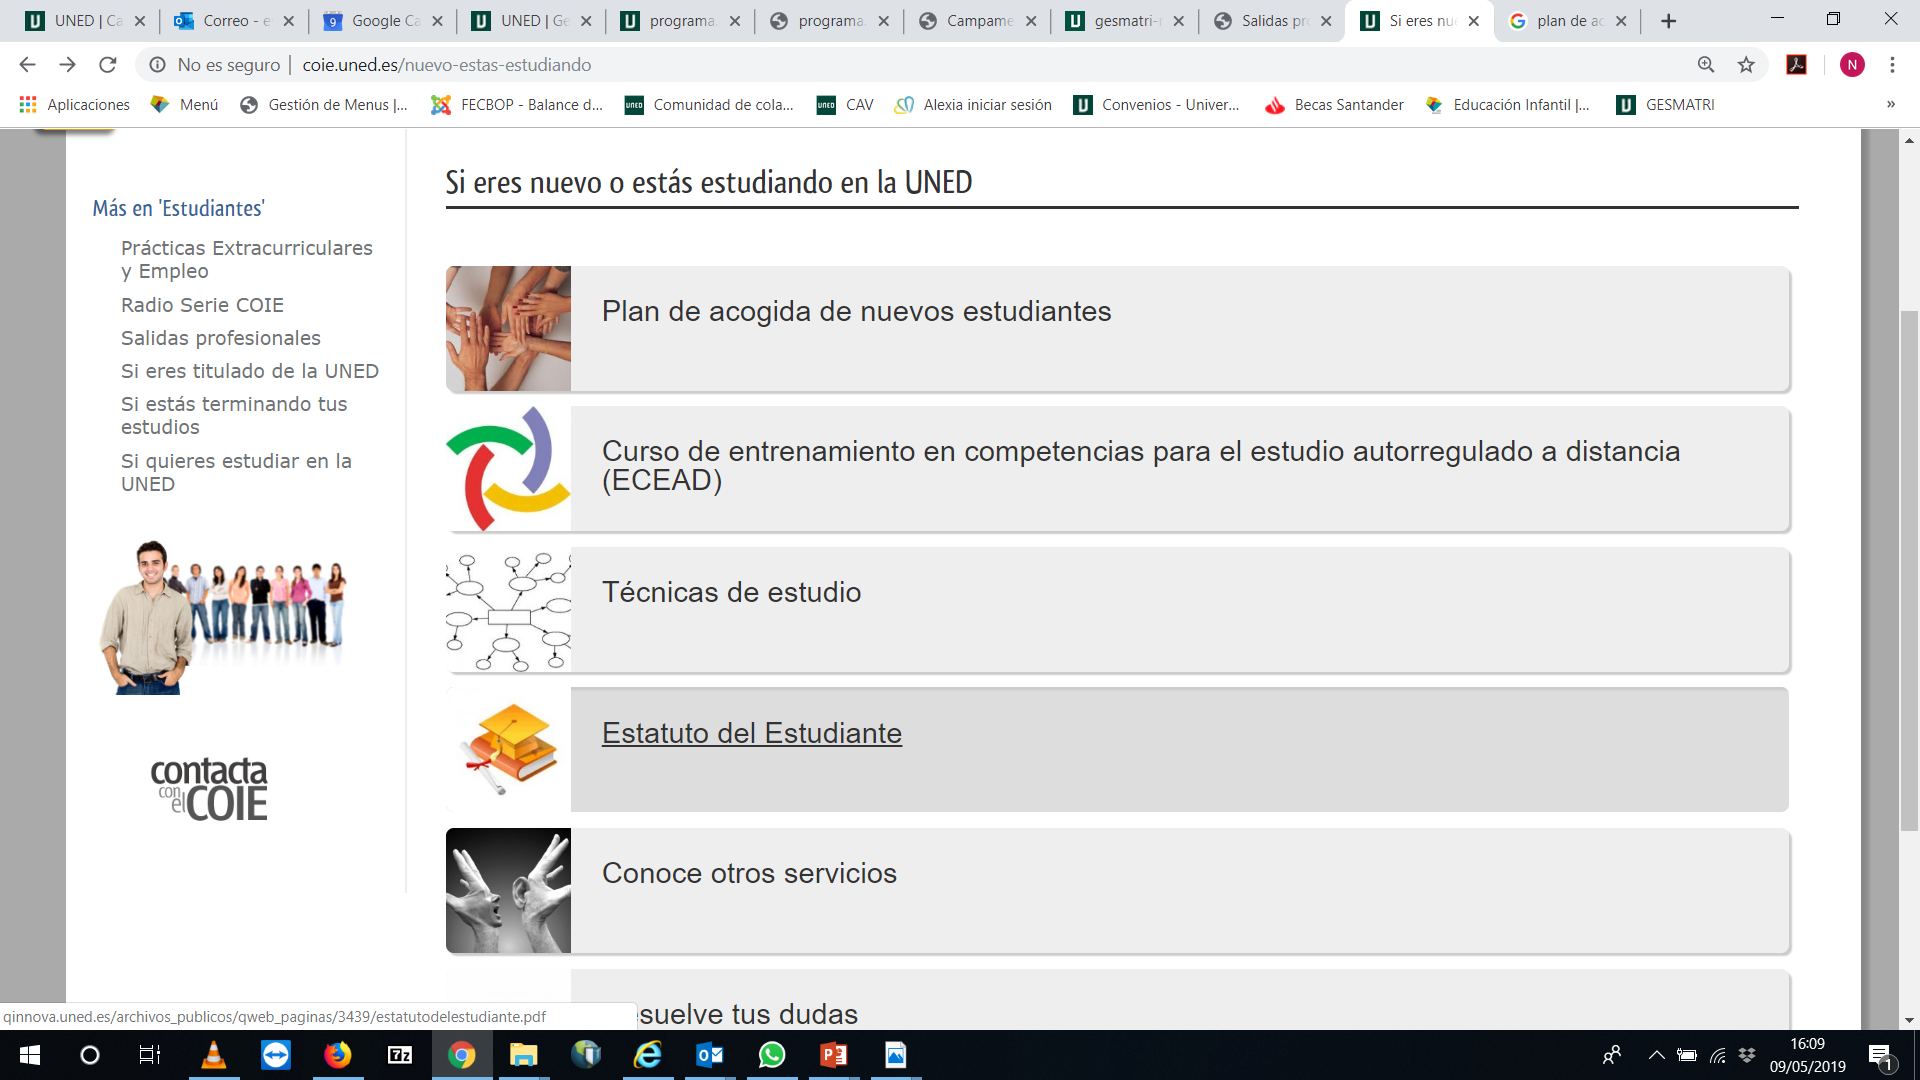 UNED | Ca
Correo - e
Google Ca
UNED | Ge
programa.
programa.
Campame
gesmatri-r
Salidas pr
Si eres nue
plan de ac
No es seguro | coie.uned.es/nuevo-estas-estudiando
N
Aplicaciones
Menú
Gestión de Menus |...
FECBOP - Balance d...
Comunidad de cola...
CAV
Alexia iniciar sesión
Convenios - Univer...
Becas Santander
Educación Infantil |...
GESMATRI
»
Más en 'Estudiantes'
Prácticas Extracurriculares
y Empleo
Radio Serie COIE
Salidas profesionales
Si eres titulado de la UNED
Si estás terminando tus
estudios
Si quieres estudiar en la
UNED
contacta
con el COIE
Si eres nuevo o estás estudiando en la UNED
Plan de acogida de nuevos estudiantes
Curso de entrenamiento en competencias para el estudio autorregulado a distancia
(ECEAD)
Técnicas de estudio
Estatuto del Estudiante
Conoce otros servicios
suelve tus dudas
qinnova.uned.es/archivos_publicos/qweb_paginas/3439/estatutodelestudiante.pdf
7z
16:09
09/05/2019
1